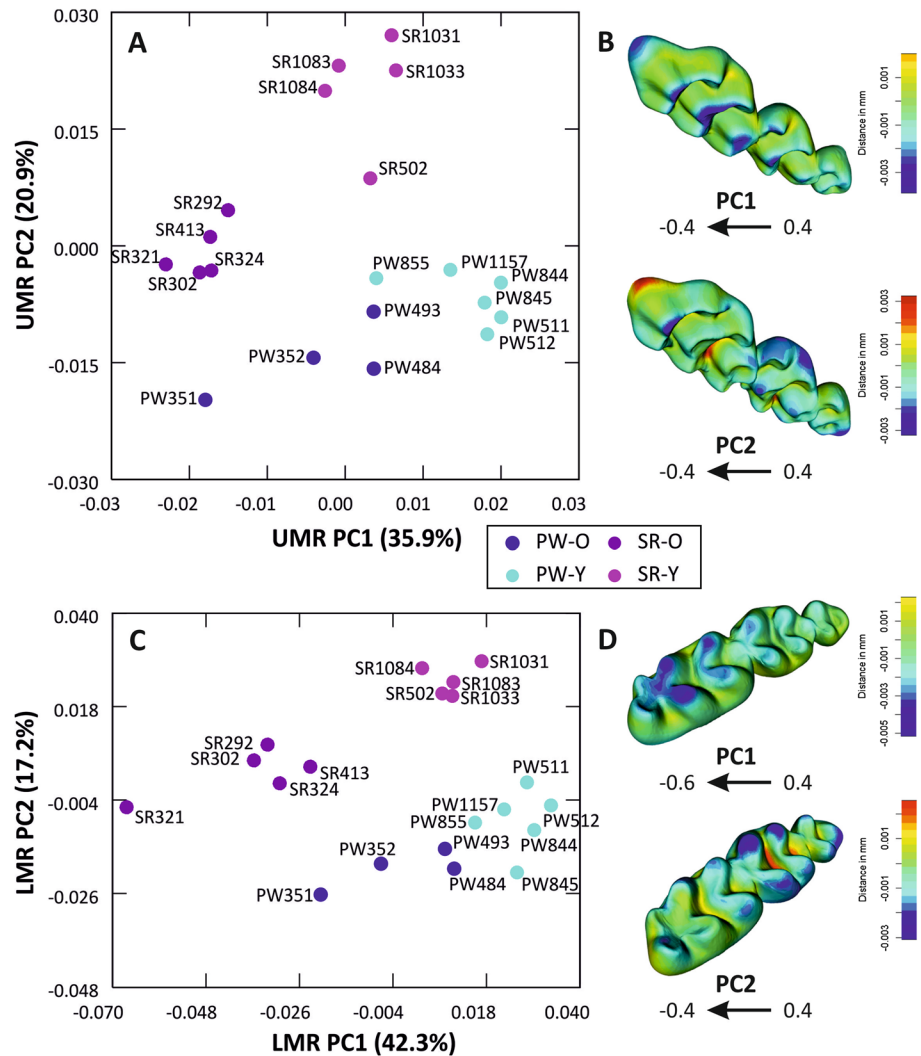 A
0.030
0.015
0.000
-0.015
-0.030
UMR PC2 (20.9%)
SR1031
SR1083
SR1033
SR1084
SR502
SR292
SR413
SR321
SR324
SR302
PW855
PW1157
PW844
PW845
PW493
PW511
PW512
PW352
PW484
PW351
-0.03
-0.02
-0.01
0.00
0.01
0.02
0.03
UMR PC1 (35.9%)
B
0.001
-0.001
-0.003
Distance in mm
PC1
-0.4 0.4
0.003
0.001
-0.001
-0.003
Distance in mm
PC2
-0.4 0.4
PW-O SR-O
PW-Y SR-Y
C
0.040
0.018
-0.004
-0.026
-0.048
LMR PC2 (17.2%)
SR1031
SR1084
SR1083
SR502
SR1033
SR292
SR302
SR413
SR324
SR321
PW511
PW1157
PW855
PW512
PW493
PW844
PW352
PW484
PW845
PW351
-0.070
-0.048
-0.026
-0.004
0.018
0.040
LMR PC1 (42.3%)
D
0.001
-0.001
-0.003
-0.005
Distance in mm
PC1
-0.6 0.4
0.001
-0.001
-0.003
Distance in mm
PC2
-0.4 0.4